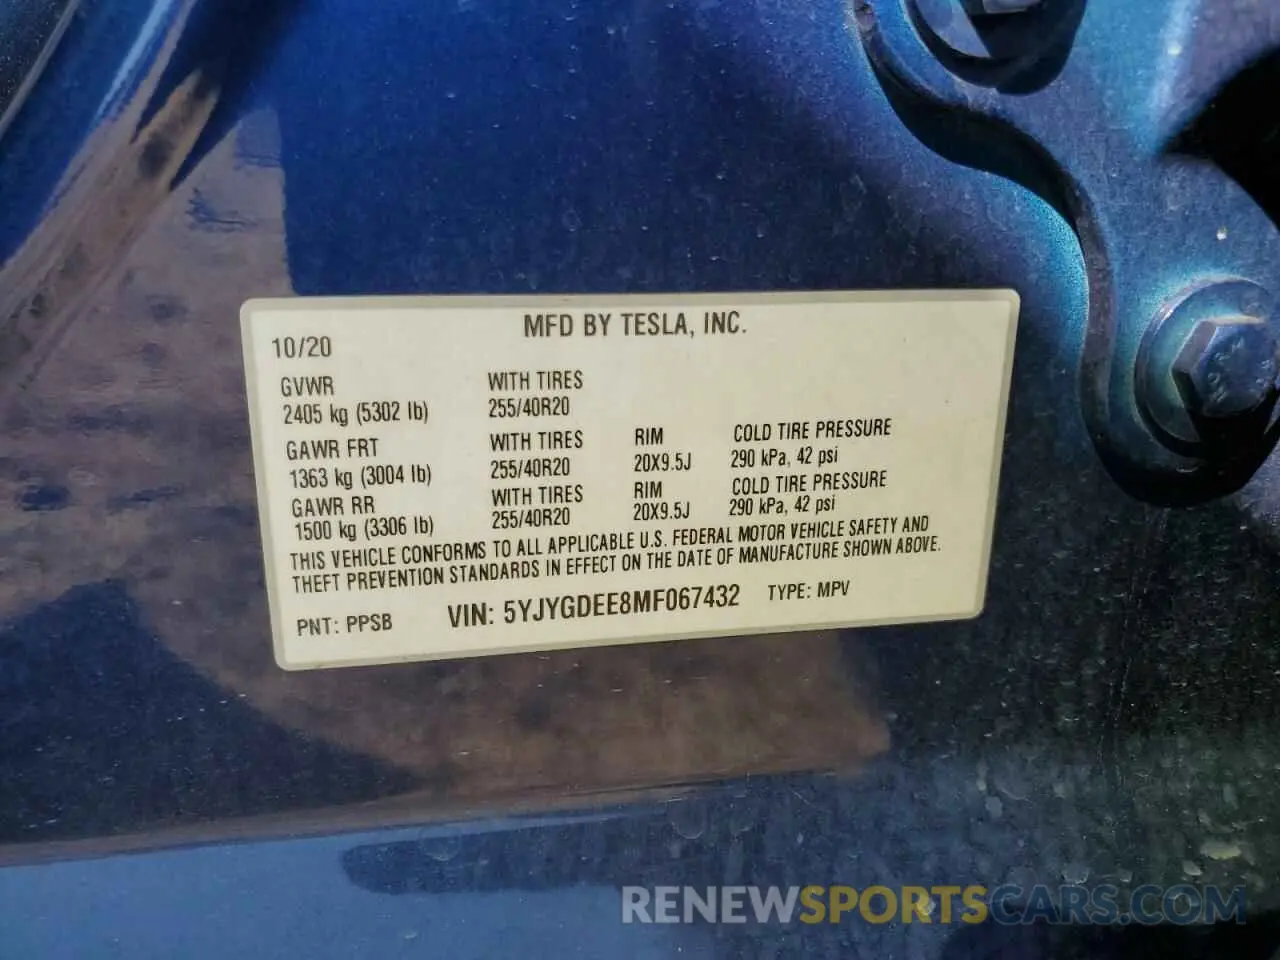 MFD BY TESLA, INC.
10/20
GVWR WITH TIRES
2405 kg (5302 lb) 255/40R20
GAWR FRT WITH TIRES RIM COLD TIRE PRESSURE
1363 kg (3004 lb) 255/40R20 20X9.5J 290 kPa, 42 psi
GAWR RR WITH TIRES RIM COLD TIRE PRESSURE
1500 kg (3306 lb) 255/40R20 20X9.5J 290 kPa, 42 psi
THIS VEHICLE CONFORMS TO ALL APPLICABLE U.S. FEDERAL MOTOR VEHICLE SAFETY AND
THEFT PREVENTION STANDARDS IN EFFECT ON THE DATE OF MANUFACTURE SHOWN ABOVE.
PNT: PPSB VIN: 5YJYGDEE8MF067432 TYPE: MPV
RENEWSPORTSCARS.COM